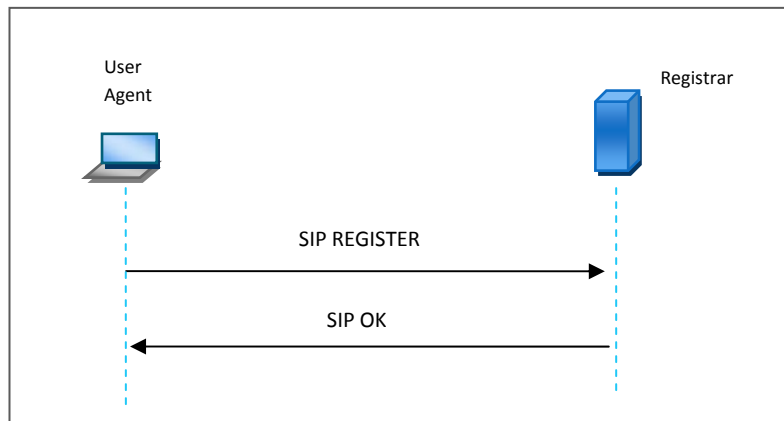 User
Agent
Registrar
SIP REGISTER
SIP OK